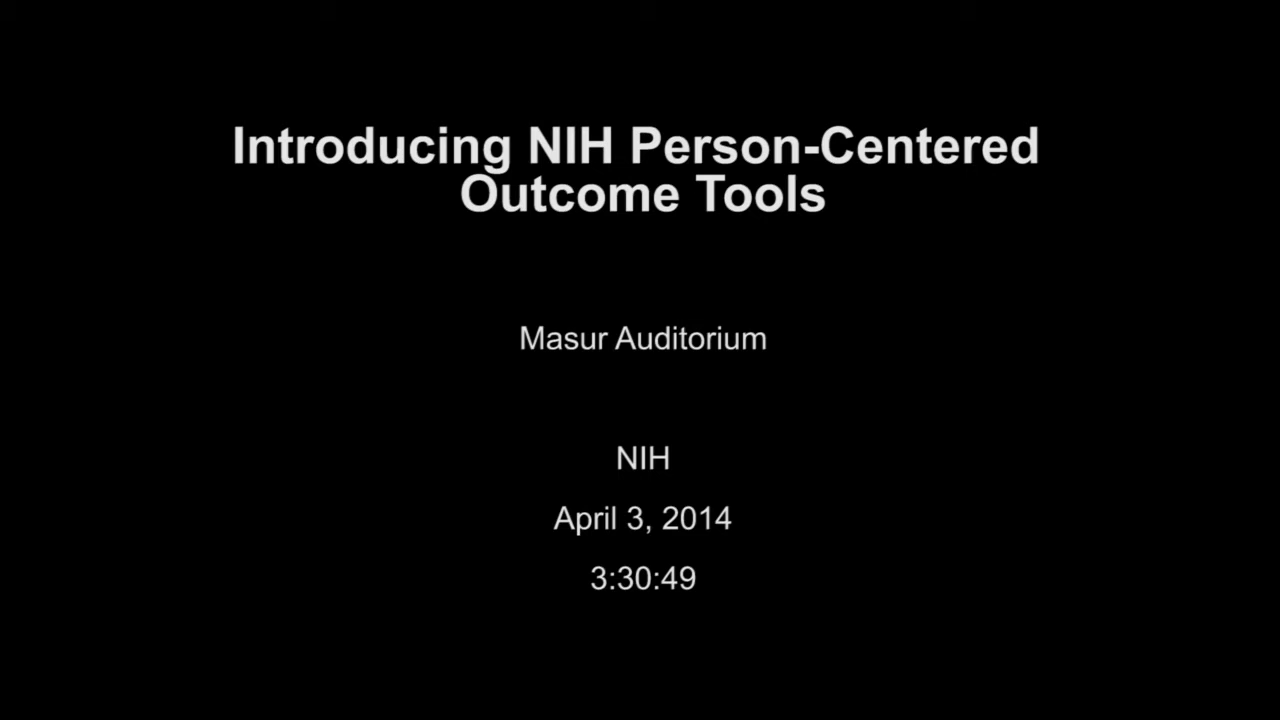 Introducing NIH Person-Centered
Outcome Tools
Masur Auditorium
NIH
April 3, 2014
3:30:49